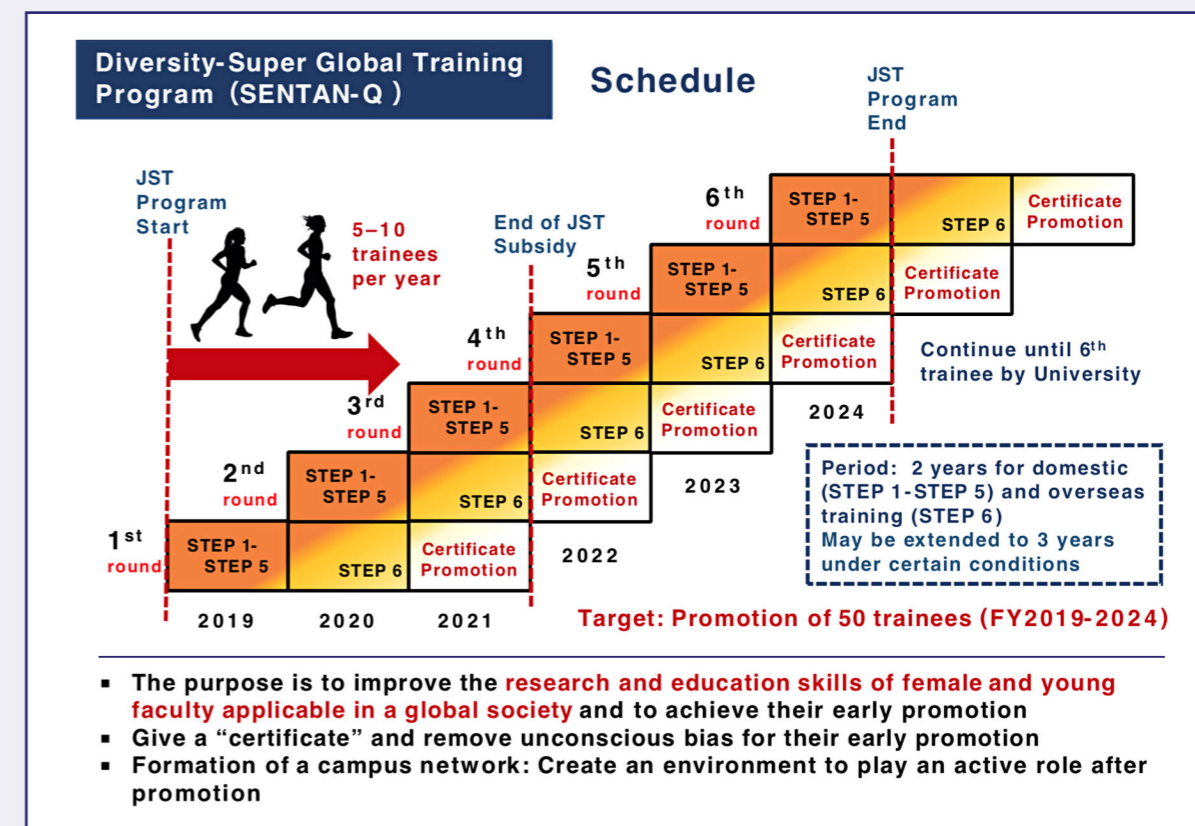 Diversity-Super Global Training
Program (SENTAN-Q )
Schedule
JST
Program
End
JST
Program
Start
5–10
trainees
per year
End of JST
Subsidy
6th
round
STEP 1-
STEP 5
STEP 6
Certificate
Promotion
5th
round
STEP 1-
STEP 5
STEP 6
Certificate
Promotion
4th
round
STEP 1-
STEP 5
STEP 6
Certificate
Promotion
Continue until 6th
trainee by University
3rd
round
STEP 1-
STEP 5
STEP 6
Certificate
Promotion
2024
2nd
round
STEP 1-
STEP 5
STEP 6
Certificate
Promotion
2023
1st
round
STEP 1-
STEP 5
STEP 6
Certificate
Promotion
2022
2019
2020
2021
Period: 2 years for domestic
(STEP 1-STEP 5) and overseas
training (STEP 6)
May be extended to 3 years
under certain conditions
Target: Promotion of 50 trainees (FY2019-2024)
▪ The purpose is to improve the research and education skills of female and young
faculty applicable in a global society and to achieve their early promotion
▪ Give a “certificate” and remove unconscious bias for their early promotion
▪ Formation of a campus network: Create an environment to play an active role after
promotion